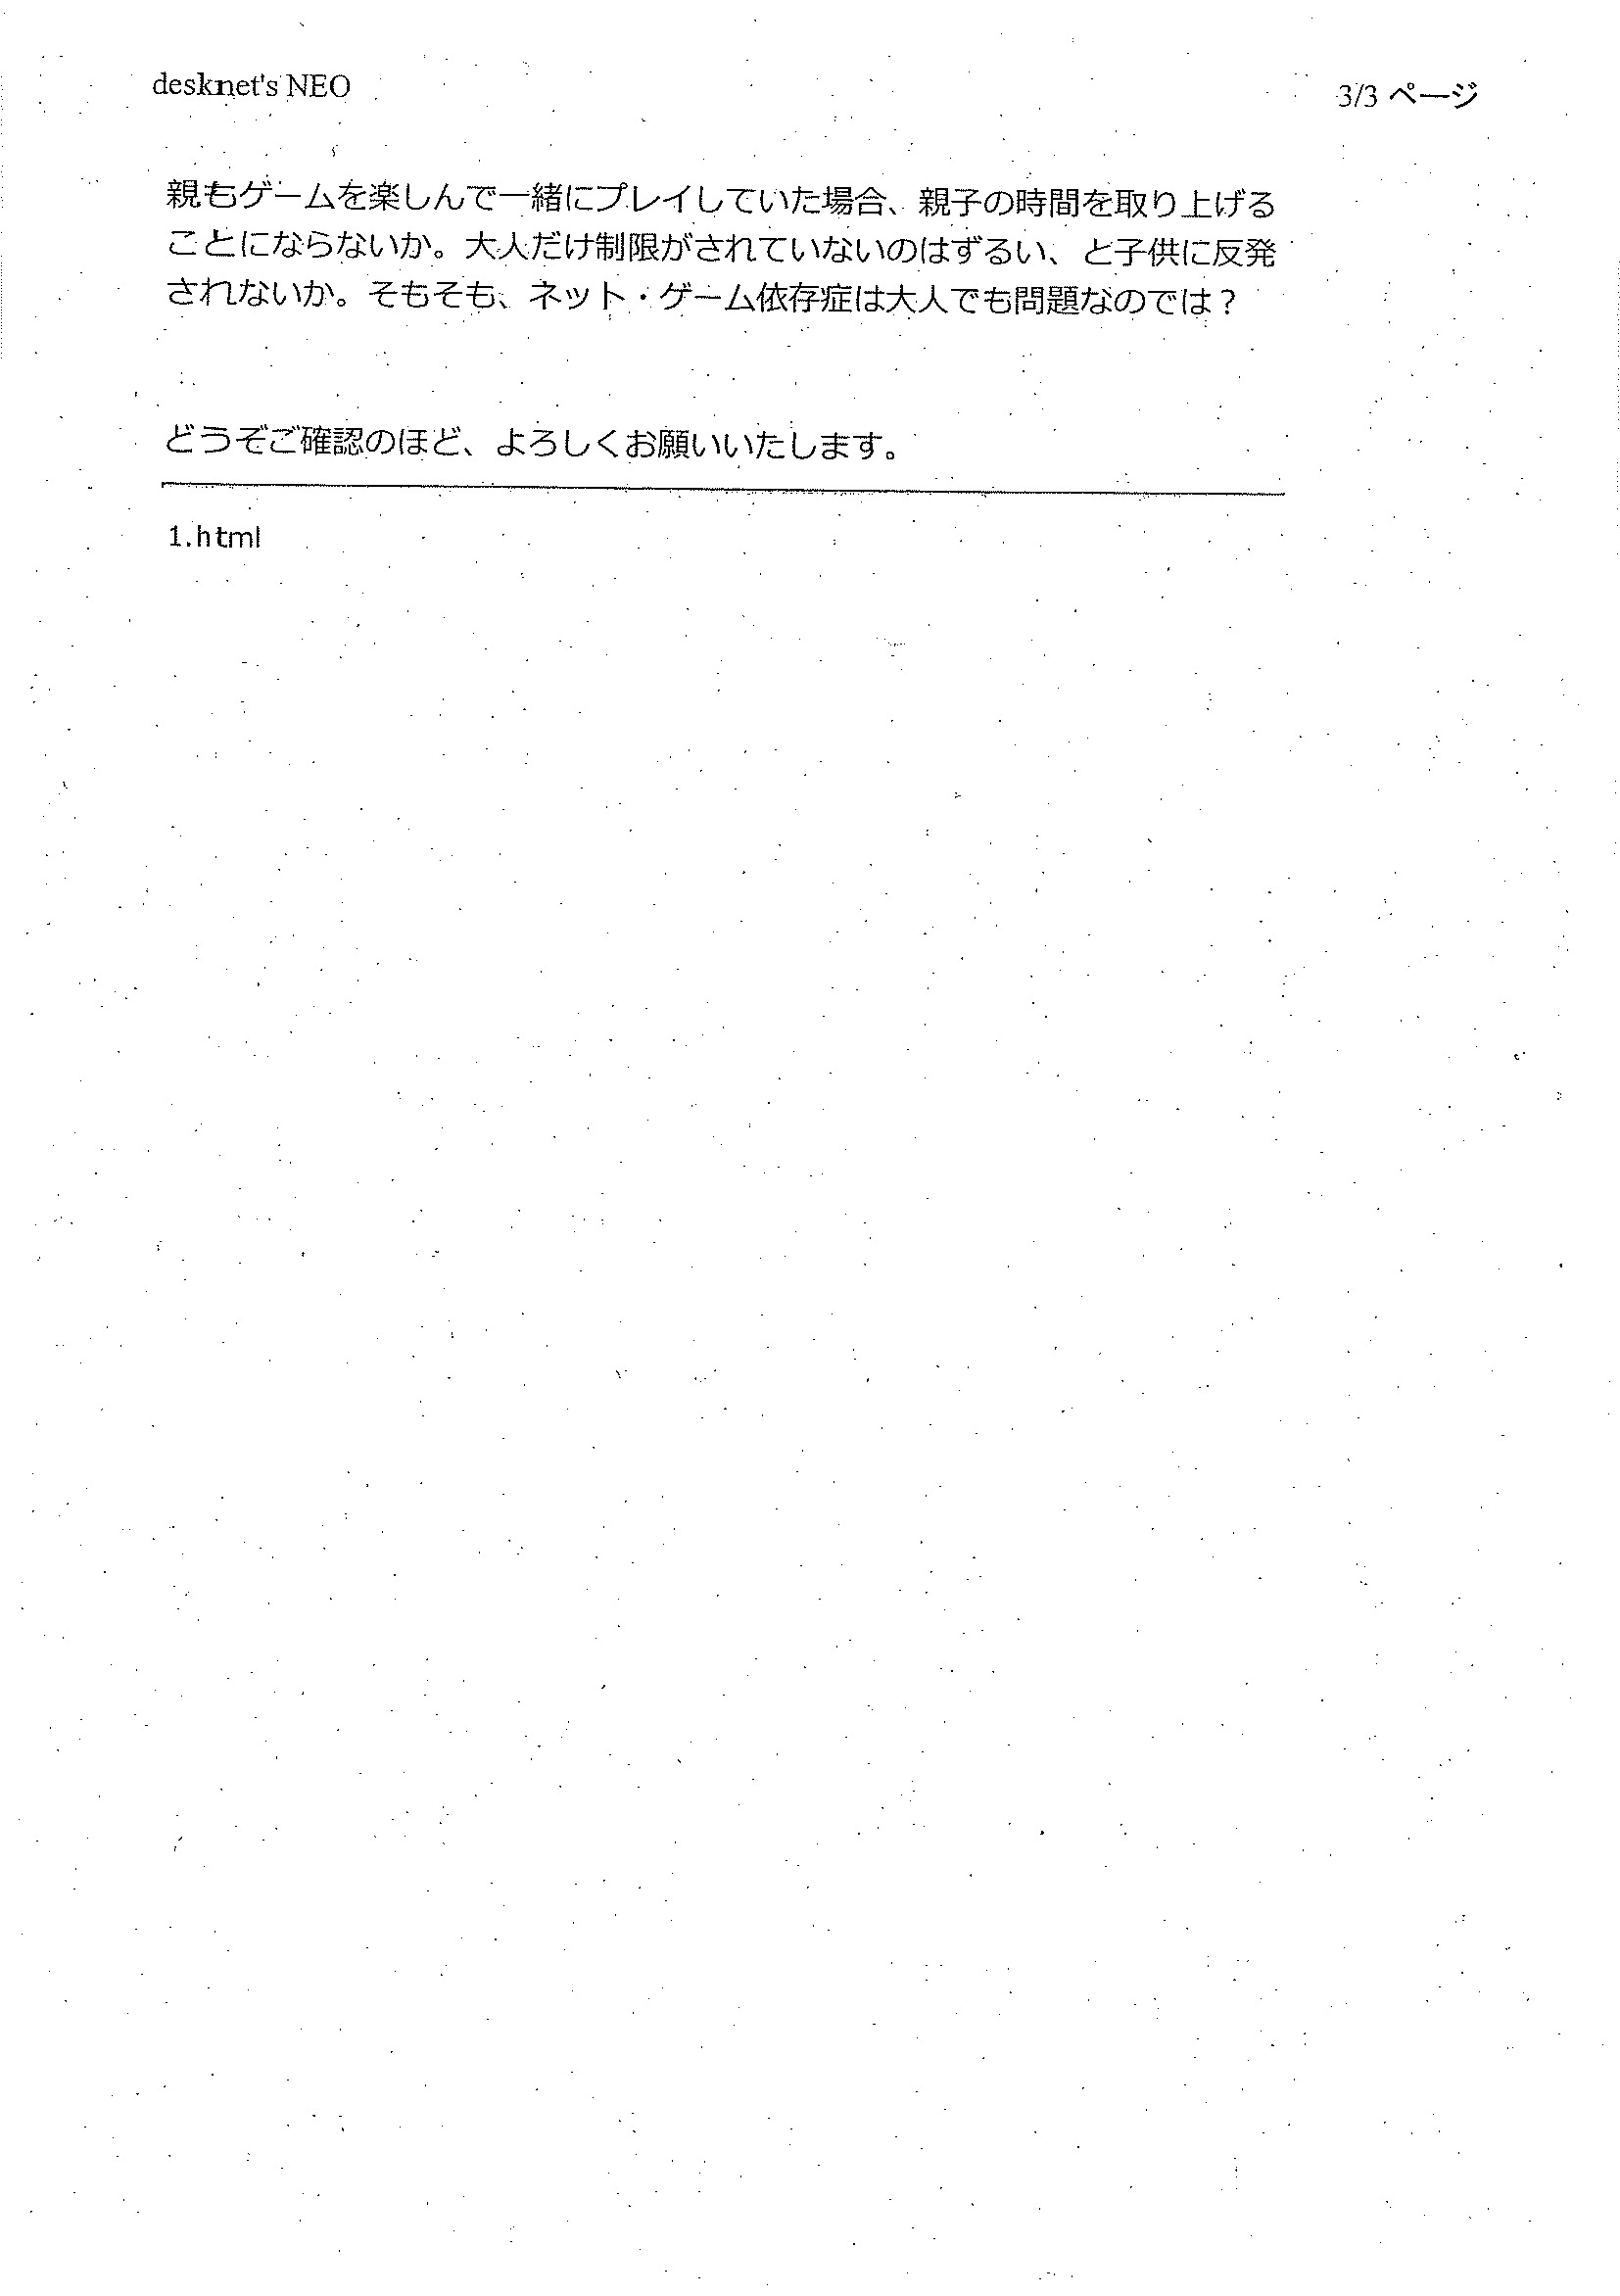 desknet's NEO
3/3 ページ
親もゲームを楽しんで一緒にプレイしていた場合、親子の時間を取り上げる
ことにならないか。大人だけ制限がされていないのはずるい、と子供に反発
されないか。そもそも、ネット・ゲーム依存症は大人でも問題なのでは？
どうぞご確認のほど、よろしくお願いいたします。
1.html